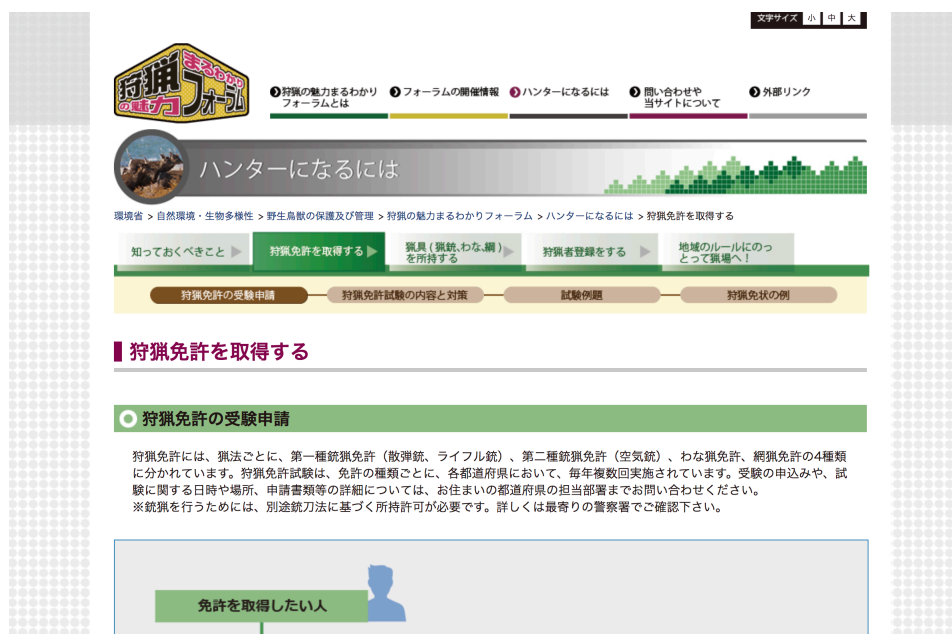 文字サイズ 小 中 大
狩猟の魅力まるわかりフォーラム
狩猟の魅力まるわかり フォーラムの開催情報 ハンターになるには 問い合わせや 外部リンク
フォーラムとは 当サイトについて
ハンターになるには
環境省 > 自然環境・生物多様性 > 野生鳥獣の保護及び管理 > 狩猟の魅力まるわかりフォーラム > ハンターになるには > 狩猟免許を取得する
知っておくべきこと 狩猟免許を取得する 猟具(猟銃、わな、網) 狩猟者登録をする 地域のルールにのっ
を所持する とって猟場へ!
狩猟免許の受験申請 狩猟免許試験の内容と対策 試験例題 狩猟免状の例
狩猟免許を取得する
狩猟免許の受験申請
狩猟免許には、猟法ごとに、第一種銃猟免許(散弾銃、ライフル銃)、第二種銃猟免許(空気銃)、わな猟免許、網猟免許の4種類
に分かれています。狩猟免許試験は、免許の種類ごとに、各都道府県において、毎年複数回実施されています。受験の申込みや、試
験に関する日時や場所、申請書類等の詳細については、お住まいの都道府県の担当部署までお問い合わせください。
※銃猟を行うためには、別途銃刀法に基づく所持許可が必要です。詳しくは最寄りの警察署でご確認下さい。
免許を取得したい人